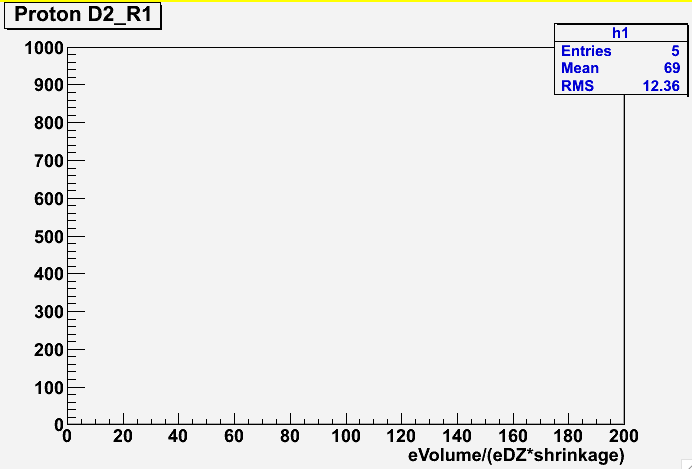 Proton D2_R1
h1
Entries 5
Mean 69
RMS 12.36
1000
900
800
700
600
500
400
300
200
100
0
0 20 40 60 80 100 120 140 160 180 200
eVolume/(eDZ*shrinkage)